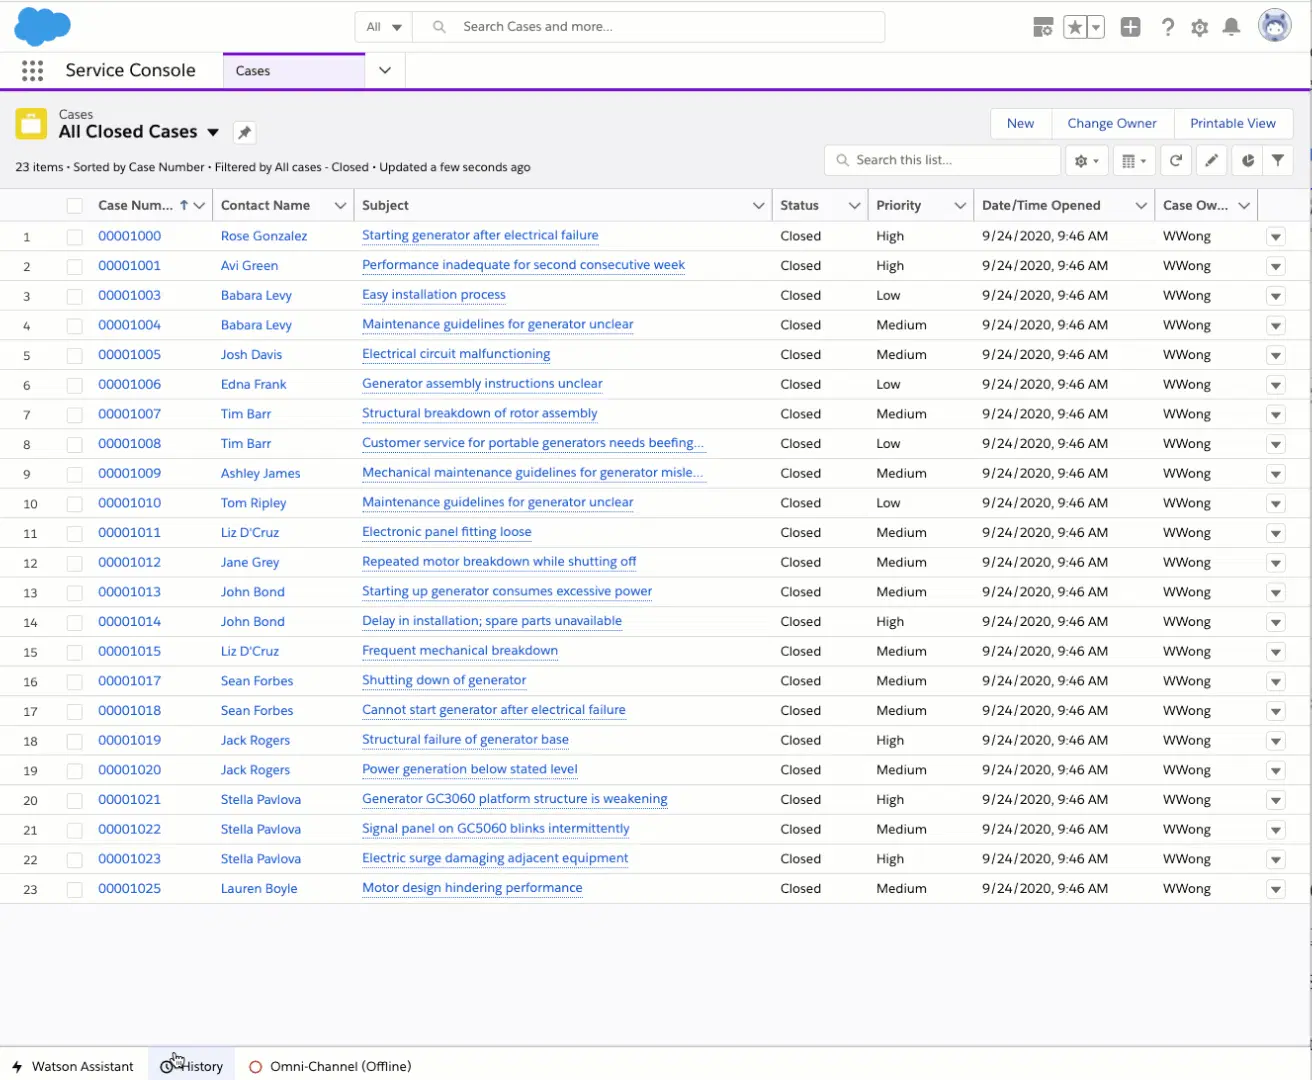 All Search Cases and more...
Service Console Cases
Cases
All Closed Cases New Change Owner Printable View
23 items • Sorted by Case Number • Filtered by All cases - Closed • Updated a few seconds ago Search this list...
Case Num... Contact Name Subject Status Priority Date/Time Opened Case Ow...
1 00001000 Rose Gonzalez Starting generator after electrical failure Closed High 9/24/2020, 9:46 AM WWong
2 00001001 Avi Green Performance inadequate for second consecutive week Closed High 9/24/2020, 9:46 AM WWong
3 00001003 Babara Levy Easy installation process Closed Low 9/24/2020, 9:46 AM WWong
4 00001004 Babara Levy Maintenance guidelines for generator unclear Closed Medium 9/24/2020, 9:46 AM WWong
5 00001005 Josh Davis Electrical circuit malfunctioning Closed Medium 9/24/2020, 9:46 AM WWong
6 00001006 Edna Frank Generator assembly instructions unclear Closed Low 9/24/2020, 9:46 AM WWong
7 00001007 Tim Barr Structural breakdown of rotor assembly Closed Medium 9/24/2020, 9:46 AM WWong
8 00001008 Tim Barr Customer service for portable generators needs beefing... Closed Low 9/24/2020, 9:46 AM WWong
9 00001009 Ashley James Mechanical maintenance guidelines for generator misle... Closed Medium 9/24/2020, 9:46 AM WWong
10 00001010 Tom Ripley Maintenance guidelines for generator unclear Closed Low 9/24/2020, 9:46 AM WWong
11 00001011 Liz D'Cruz Electronic panel fitting loose Closed Medium 9/24/2020, 9:46 AM WWong
12 00001012 Jane Grey Repeated motor breakdown while shutting off Closed Medium 9/24/2020, 9:46 AM WWong
13 00001013 John Bond Starting up generator consumes excessive power Closed Medium 9/24/2020, 9:46 AM WWong
14 00001014 John Bond Delay in installation; spare parts unavailable Closed High 9/24/2020, 9:46 AM WWong
15 00001015 Liz D'Cruz Frequent mechanical breakdown Closed Medium 9/24/2020, 9:46 AM WWong
16 00001017 Sean Forbes Shutting down of generator Closed Medium 9/24/2020, 9:46 AM WWong
17 00001018 Sean Forbes Cannot start generator after electrical failure Closed Medium 9/24/2020, 9:46 AM WWong
18 00001019 Jack Rogers Structural failure of generator base Closed High 9/24/2020, 9:46 AM WWong
19 00001020 Jack Rogers Power generation below stated level Closed Medium 9/24/2020, 9:46 AM WWong
20 00001021 Stella Pavlova Generator GC3060 platform structure is weakening Closed High 9/24/2020, 9:46 AM WWong
21 00001022 Stella Pavlova Signal panel on GC5060 blinks intermittently Closed Medium 9/24/2020, 9:46 AM WWong
22 00001023 Stella Pavlova Electric surge damaging adjacent equipment Closed High 9/24/2020, 9:46 AM WWong
23 00001025 Lauren Boyle Motor design hindering performance Closed Medium 9/24/2020, 9:46 AM WWong
Watson Assistant History Omni-Channel (Offline)